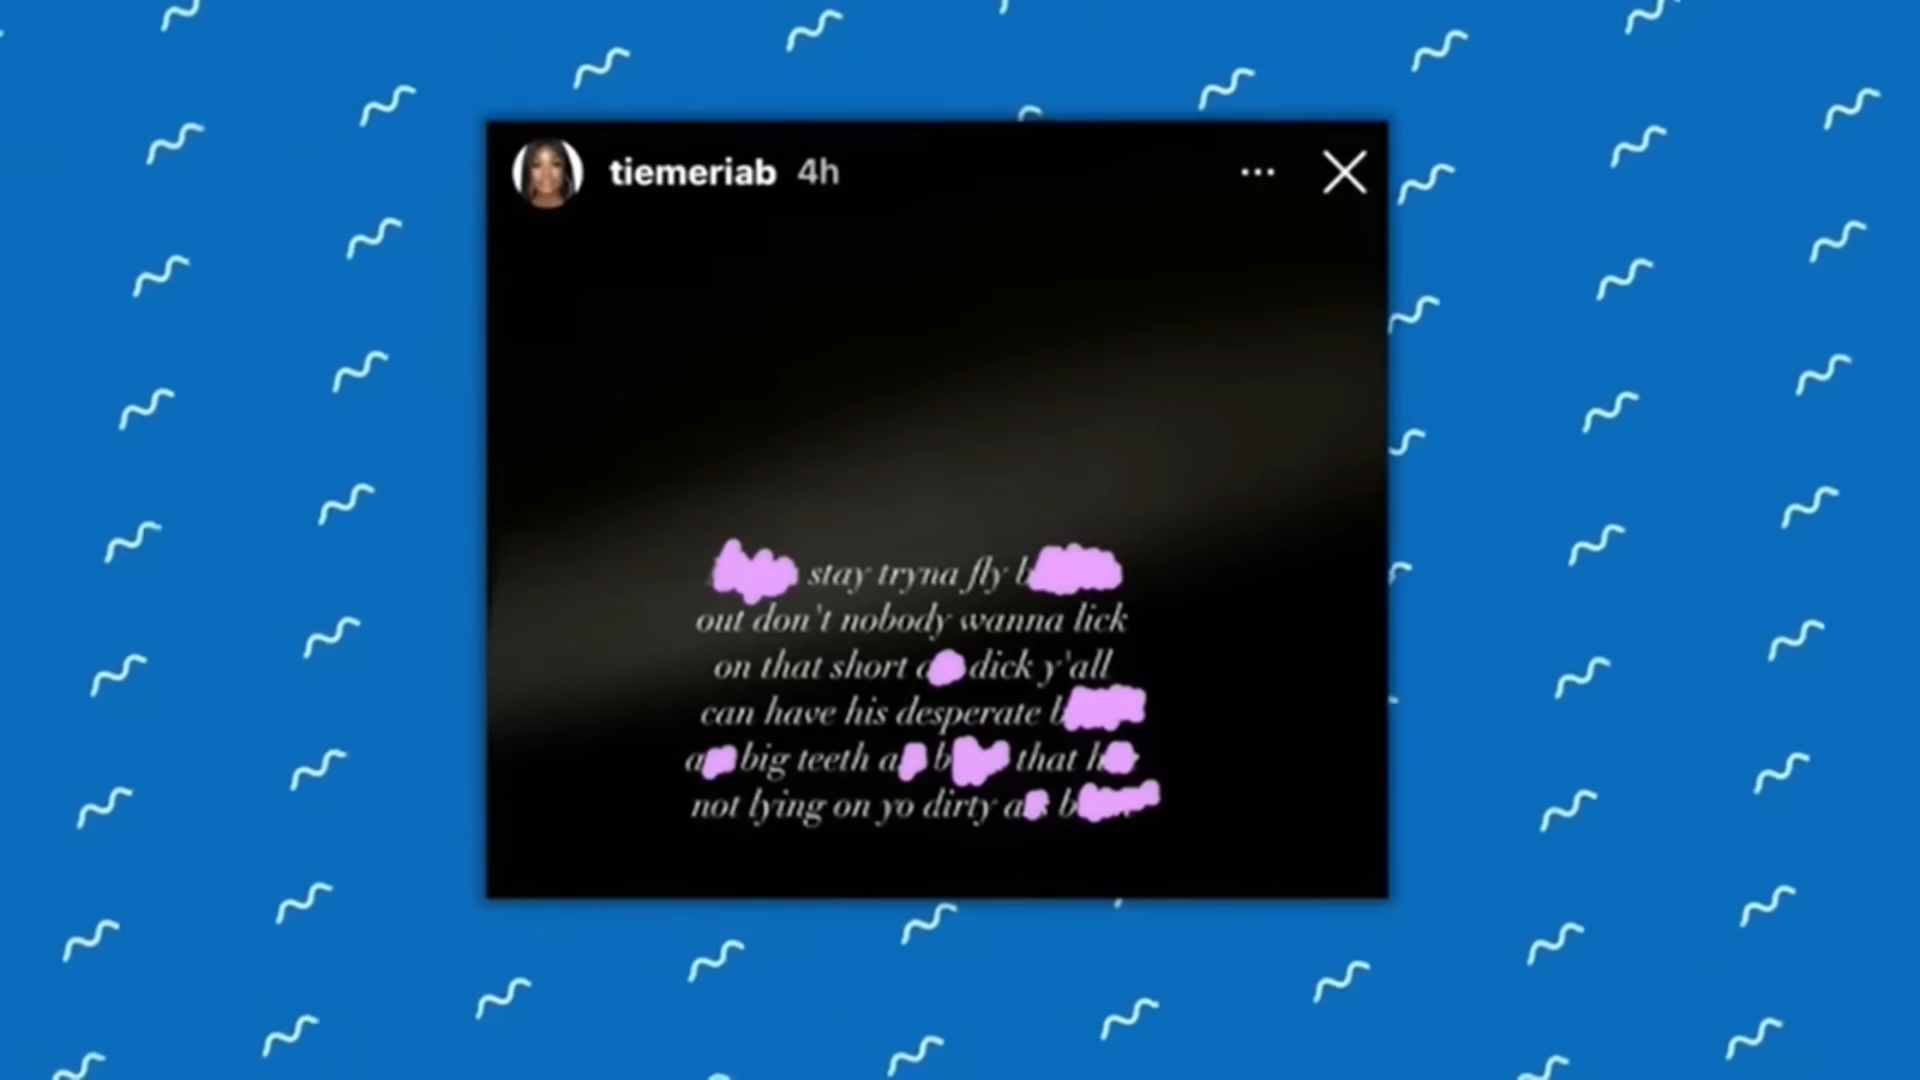 tiemeriab 4h
stay tryna fly b
out don't nobody wanna lick
on that short a dick y'all
can have his desperate b
a big teeth a b that h
not lying on yo dirty a b